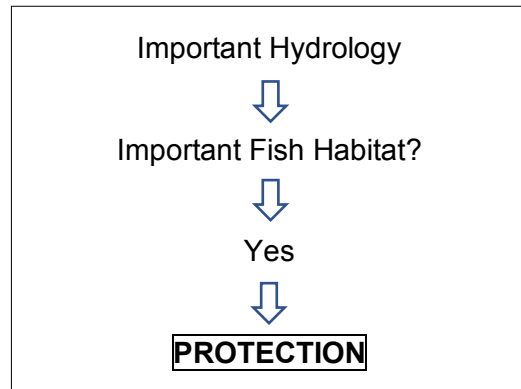 Important Hydrology
Important Fish Habitat?
Yes
PROTECTION